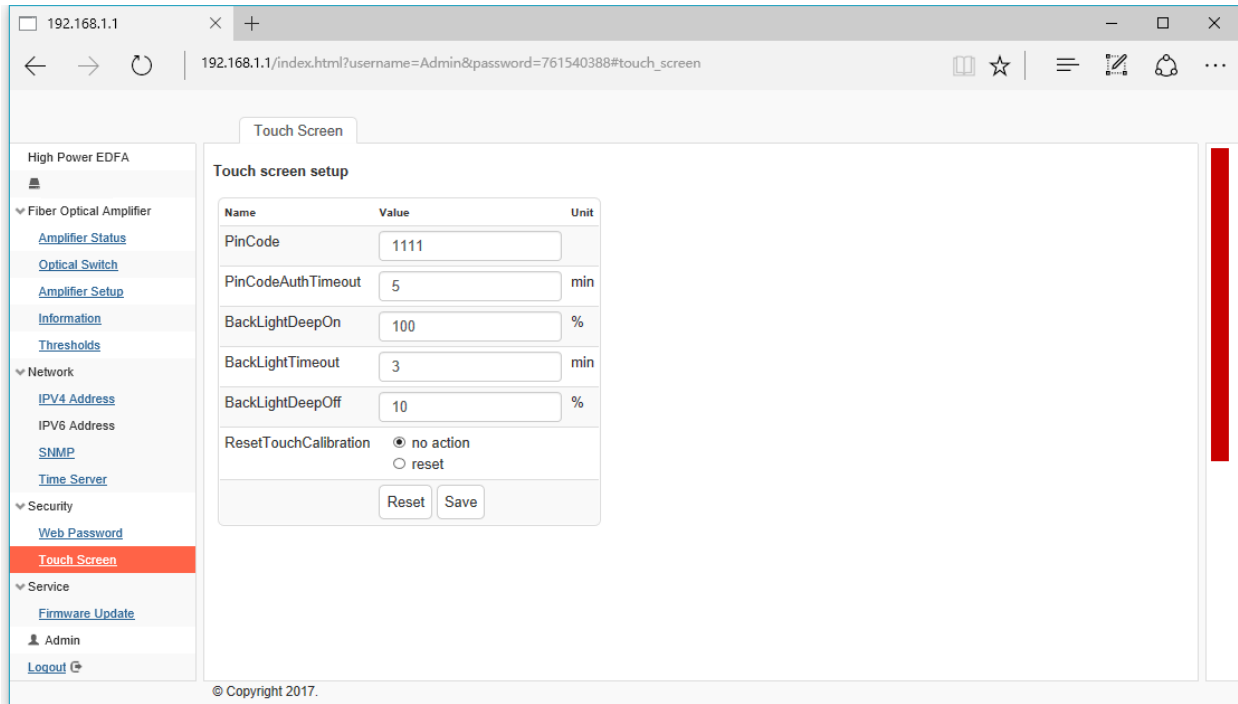 192.168.1.1
192.168.1.1/index.html?username=Admin&password=761540388#touch_screen
Touch Screen
High Power EDFA
Fiber Optical Amplifier
Amplifier Status
Optical Switch
Amplifier Setup
Information
Thresholds
Network
IPV4 Address
IPV6 Address
SNMP
Time Server
Security
Web Password
Touch Screen
Service
Firmware Update
Admin
Logout
Touch screen setup
Name Value Unit
PinCode 1111
PinCodeAuthTimeout 5 min
BackLightDeepOn 100 %
BackLightTimeout 3 min
BackLightDeepOff 10 %
ResetTouchCalibration no action
reset
Reset Save
© Copyright 2017.